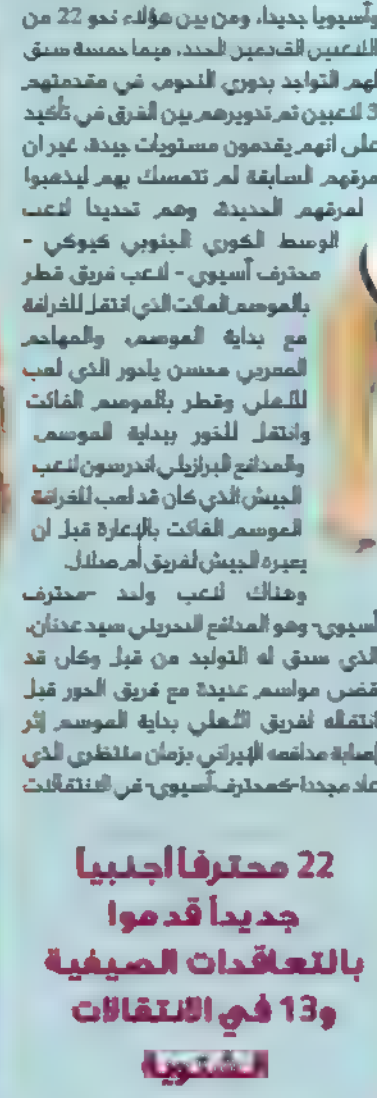 وآسيويا جديدا، ومن بين هؤلاء نحو 22 من
اللاعبين القادمين الجدد، فيما خمسة سبق
لهم التواجد بدوري النجوم، في مقدمتهم
3 لاعبين تم تدويرهم بين الفرق في تأكيد
على انهم يقدمون مستويات جيدة، غير ان
فرقهم السابقة لم تتمسك بهم ليذهبوا
لفرقهم الجديدة، وهم تحديدا لاعب
الوسط الكوري الجنوبي كيوكي -
محترف آسيوي - لاعب فريق قطر
بالموسم الفائت الذي انتقل للغرافة
مع بداية الموسم، والمهاجم
المغربي محسن ياجور الذي لعب
للأهلي وقطر بالموسم الفائت
وانتقل للخور ببداية الموسم،
والمدافع البرازيلي اندرسون لاعب
الجيش الذي كان قد لعب للغرافة
الموسم الفائت بالإعارة قبل ان
يعيره الجيش لفريق أم صلال.
وهناك لاعب واحد -محترف
آسيوي- وهو المدافع البحريني سيد عدنان،
الذي سبق له التواجد من قبل وكان قد
قضى مواسم عديدة مع فريق الخور قبل
انتقاله لفريق الأهلي بداية الموسم إثر
إصابة مدافعه الإيراني بزمان منتظري الذي
عاد مجددا -كمحترف آسيوي- في الانتقالات
22 محترفا أجنبيا
جديدا قدموا
بالتعاقدات الصيفية
و13 في الانتقالات
الشتوية